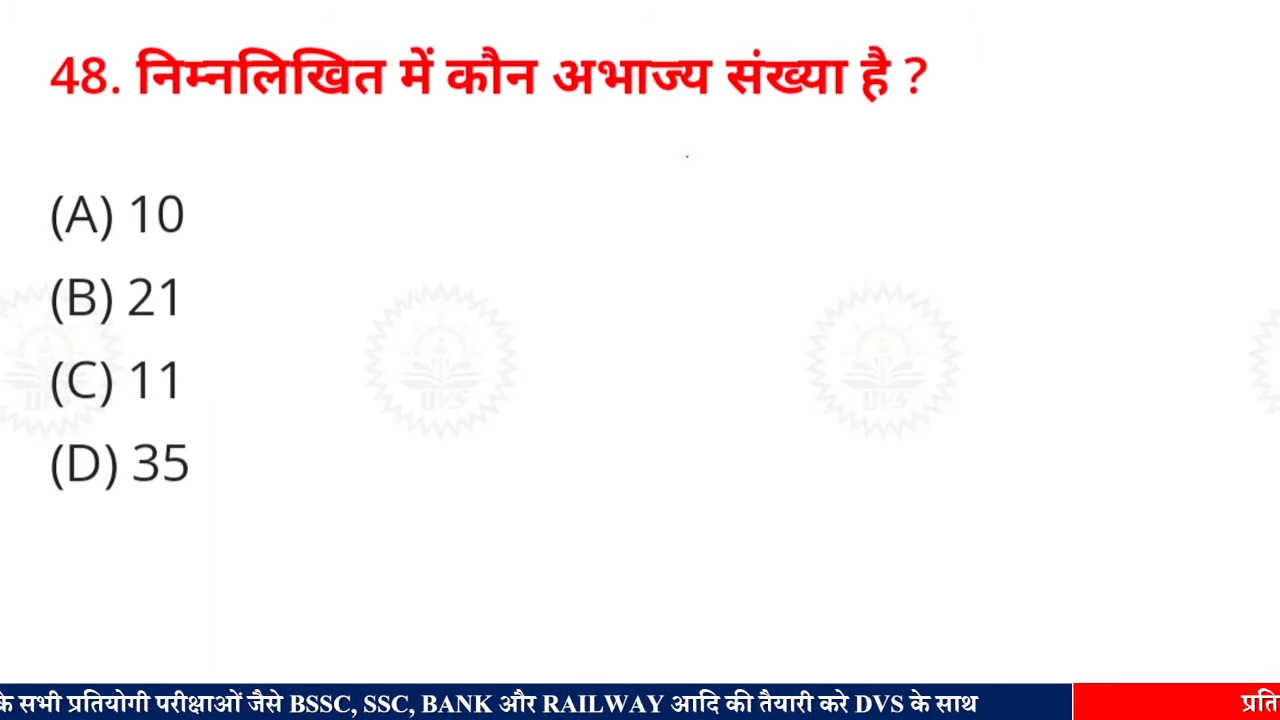 48. निम्नलिखित में कौन अभाज्य संख्या है ?
(A) 10
(B) 21
(C) 11
(D) 35
के सभी प्रतियोगी परीक्षाओं जैसे BSSC, SSC, BANK और RAILWAY आदि की तैयारी करे DVS के साथ